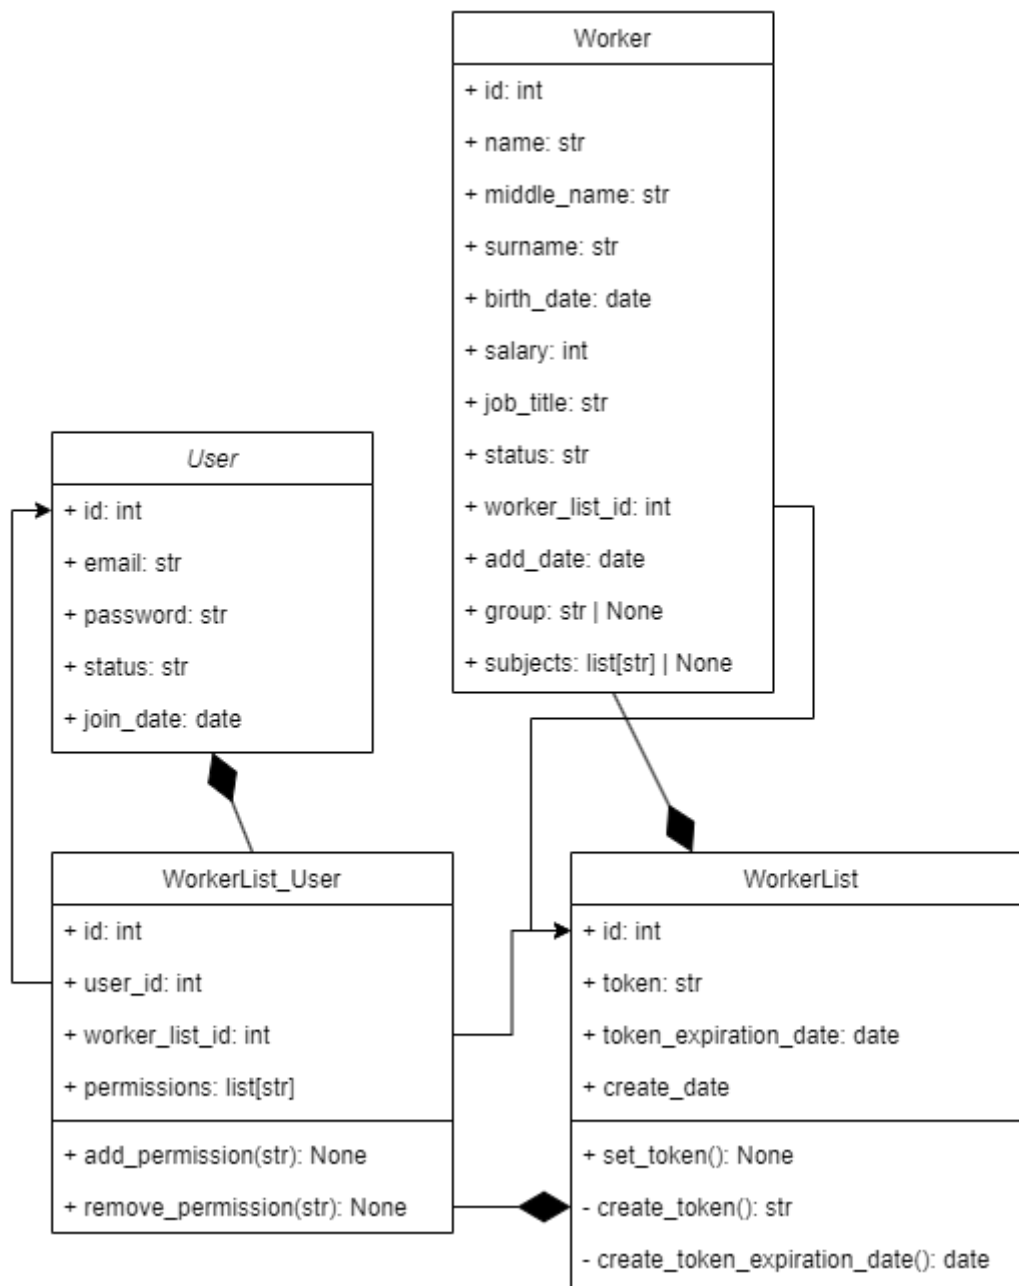 Worker
+ id: int
+ name: str
+ middle_name: str
+ surname: str
+ birth_date: date
+ salary: int
+ job_title: str
+ status: str
+ worker_list_id: int
+ add_date: date
+ group: str | None
+ subjects: list[str] | None
User
+ id: int
+ email: str
+ password: str
+ status: str
+ join_date: date
WorkerList_User
+ id: int
+ user_id: int
+ worker_list_id: int
+ permissions: list[str]
+ add_permission(str): None
+ remove_permission(str): None
WorkerList
+ id: int
+ token: str
+ token_expiration_date: date
+ create_date
+ set_token(): None
- create_token(): str
- create_token_expiration_date(): date